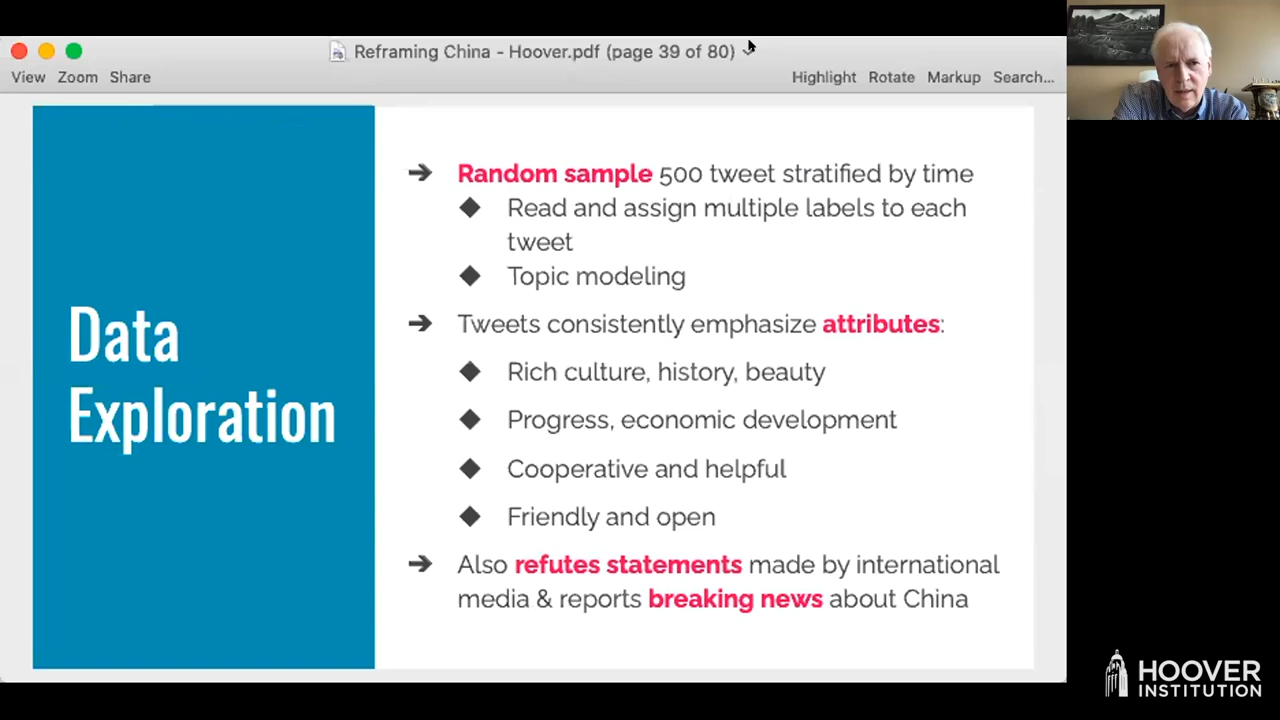 Reframing China - Hoover.pdf (page 39 of 80)
View Zoom Share
Highlight Rotate Markup Search...
Data
Exploration
➔ Random sample 500 tweet stratified by time
◆ Read and assign multiple labels to each
tweet
◆ Topic modeling
➔ Tweets consistently emphasize attributes:
◆ Rich culture, history, beauty
◆ Progress, economic development
◆ Cooperative and helpful
◆ Friendly and open
➔ Also refutes statements made by international
media & reports breaking news about China
HOOVER
INSTITUTION